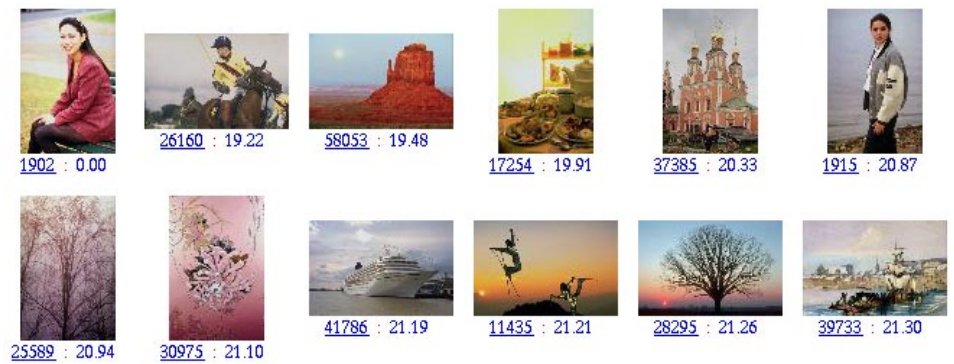 1902 : 0.00
26160 : 19.22
58053 : 19.48
17254 : 19.91
37385 : 20.33
1915 : 20.87
25589 : 20.94
30975 : 21.10
41786 : 21.19
11435 : 21.21
28295 : 21.26
39733 : 21.30